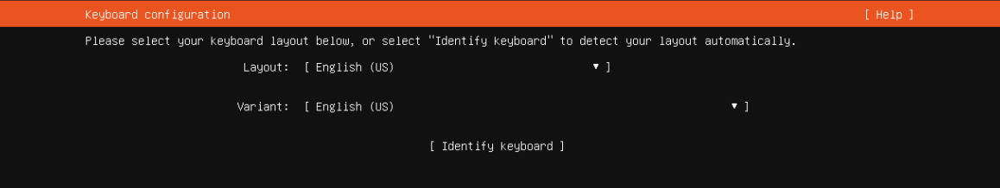 Keyboard configuration [ Help ]
Please select your keyboard layout below, or select "Identify keyboard" to detect your layout automatically.
Layout: [ English (US) ▼ ]
Variant: [ English (US) ▼ ]
[ Identify keyboard ]